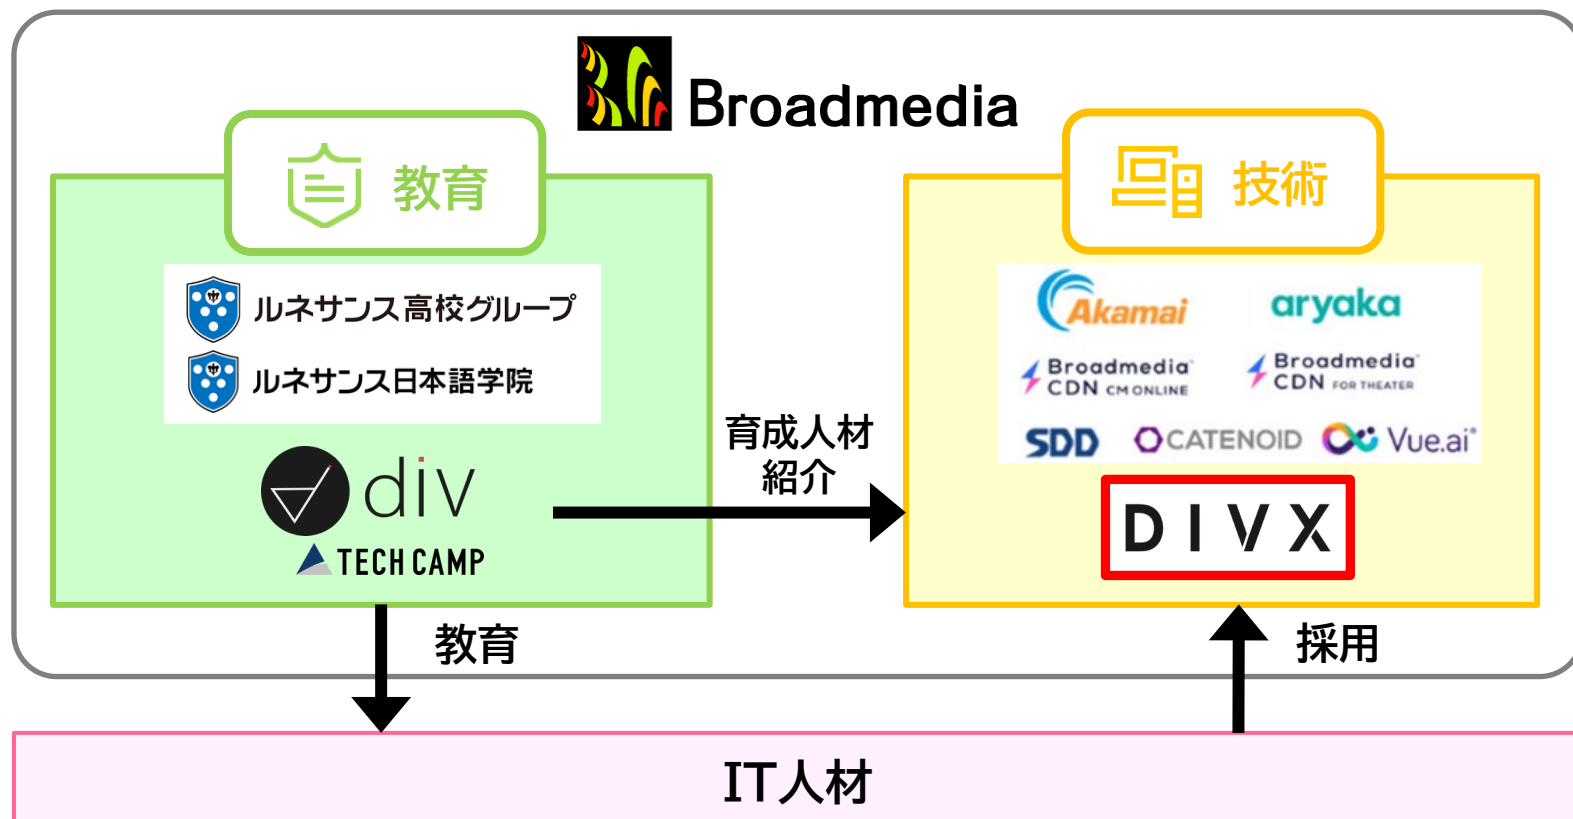 Broadmedia
教育
ルネサンス高校グループ
ルネサンス日本語学院
div
TECH CAMP
育成人材
紹介
技術
Akamai
aryaka
Broadmedia
CDN CM ONLINE
Broadmedia
CDN FOR THEATER
SDD
CATENOID
Vue.ai
DIVX
教育
採用
IT人材